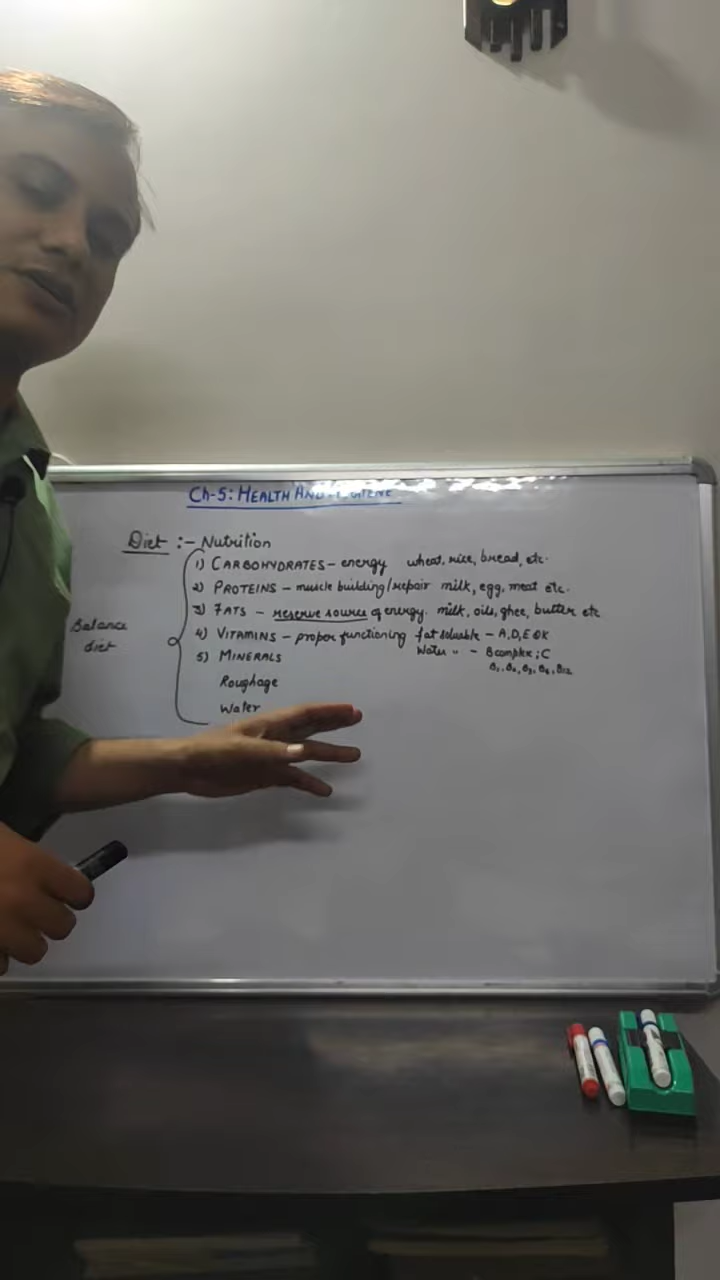 Ch-5: HEALTH AND HYGIENE
Diet :- Nutrition
1) CARBOHYDRATES - energy wheat, rice, bread, etc.
2) PROTEINS - muscle building/repair milk, egg, meat etc.
3) FATS - reserve source of energy. milk, oils, ghee, butter etc
Balance diet
4) VITAMINS - proper functioning fat soluble - A, D, E & K
Water " - B complex; C
5) MINERALS
Roughage
Water